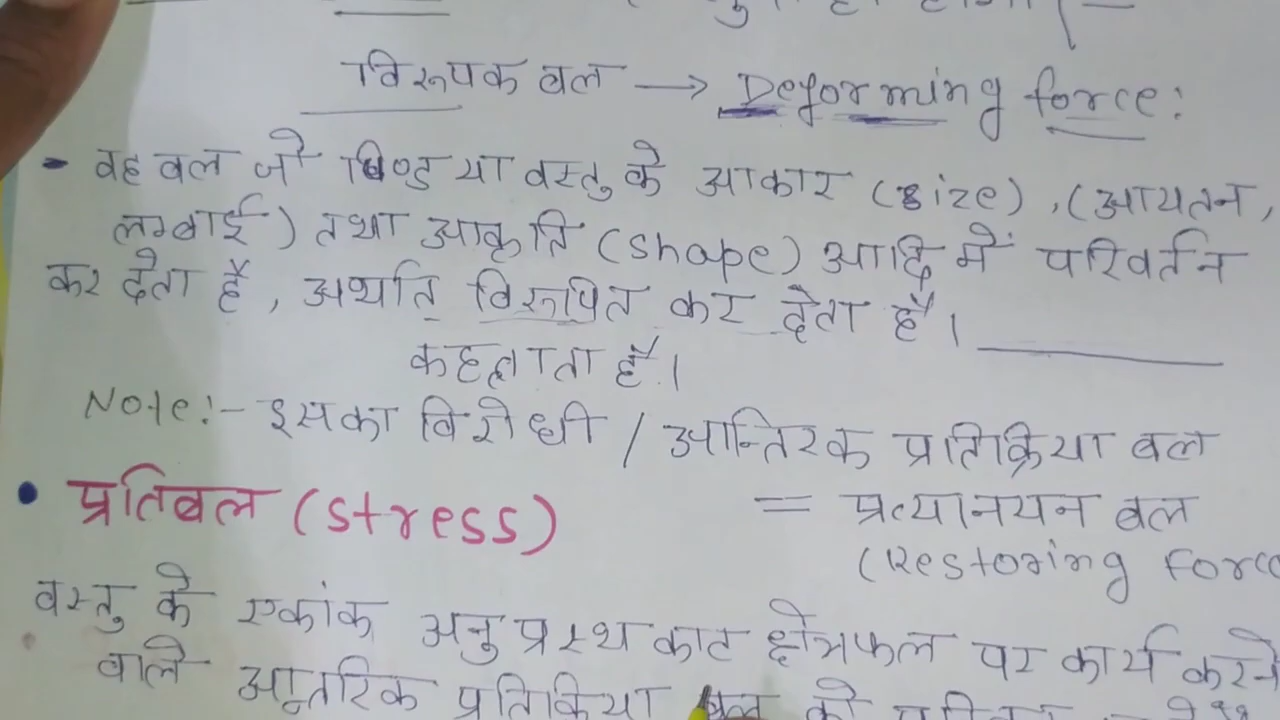 विरूपक बल → Deforming force:
- वह बल जो पिण्ड या वस्तु के आकार (size), (आयतन,
लम्बाई) तथा आकृति (shape) आदि में परिवर्तन
कर देता है, अर्थात् विरूपित कर देता है।
कहलाता है।
Note:- इसका विरोधी / आन्तिरक प्रतिक्रिया बल
= प्रत्यानयन बल
(Restoring Force
• प्रतिबल (stress)
वस्तु के एकांक अनुप्रस्थ काट क्षेत्रफल पर कार्य करने
वाले आन्तरिक प्रतिक्रिया बल को